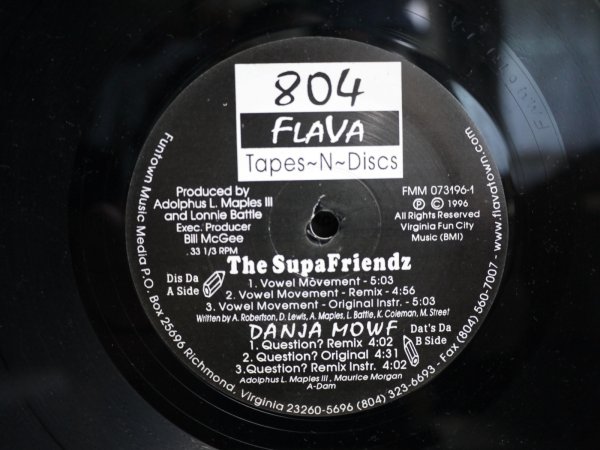 804
FLAVA
Tapes~N~Discs
Produced by
Adolphus L. Maples III
and Lonnie Battle
Exec. Producer
Bill McGee
33 1/3 RPM
FMM 073196-1
Ⓟ © 1996
All Rights Reserved
Virginia Fun City
Music (BMI)
The SupaFriendz
Dis Da
A Side
1. Vowel Movement - 5:03
2. Vowel Movement - Remix - 4:56
3. Vowel Movement - Original Instr. - 5:03
Written by A. Robertson, D. Lewis, A. Maples, L. Battle, K. Coleman, M. Street
DANJA MOWF
Dat's Da
B Side
1. Question? Remix 4:02
2. Question? Original 4:31
3.Question? Remix Instr. 4:02
Adolphus L. Maples III , Maurice Morgan
A-Dam
Funtown Music Media P.O. Box 25696 Richmond, Virginia 23260-5696 (804) 323-6693 - Fax (804) 560-7007 - www.flavatown.com